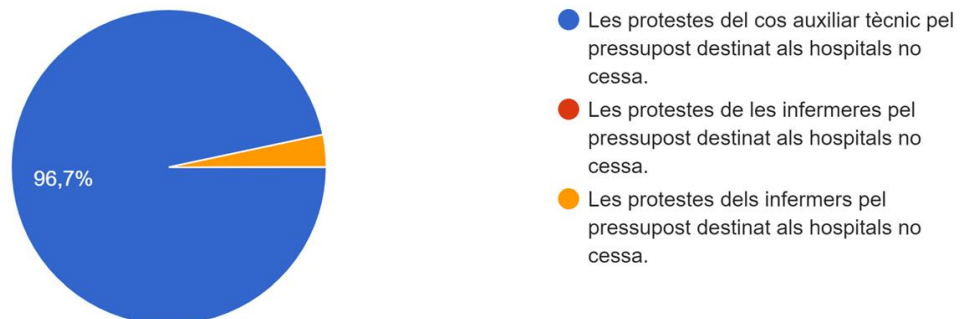 96,7%
Les protestes del cos auxiliar tècnic pel
pressupost destinat als hospitals no
cessa.
Les protestes de les infermeres pel
pressupost destinat als hospitals no
cessa.
Les protestes dels infermers pel
pressupost destinat als hospitals no
cessa.